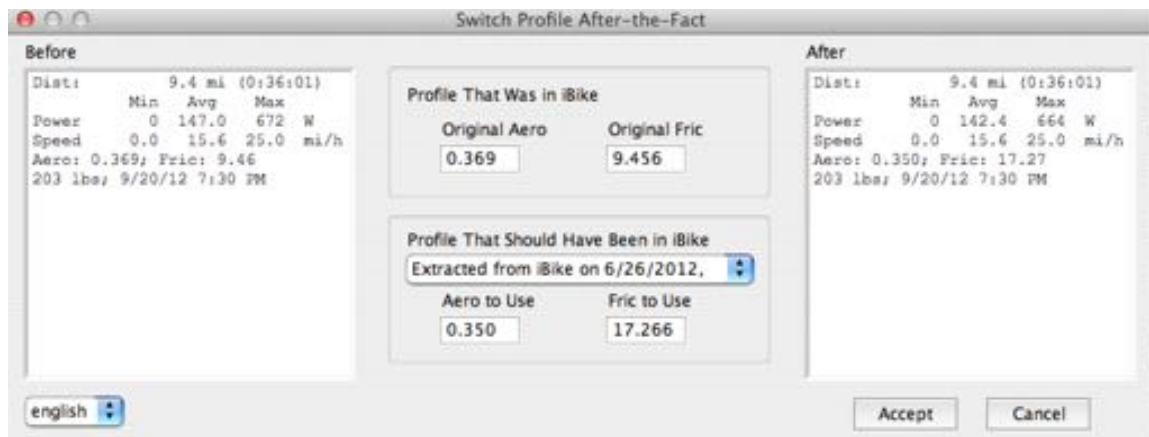 Switch Profile After-the-Fact
Before
Dist: 9.4 mi (0:36:01)
Min Avg Max
Power 0 147.0 672 W
Speed 0.0 15.6 25.0 mi/h
Aero: 0.369; Fric: 9.46
203 lbs; 9/20/12 7:30 PM
Profile That Was in iBike
Original Aero Original Fric
0.369 9.456
Profile That Should Have Been in iBike
Extracted from iBike on 6/26/2012,
Aero to Use Fric to Use
0.350 17.266
After
Dist: 9.4 mi (0:36:01)
Min Avg Max
Power 0 142.4 664 W
Speed 0.0 15.6 25.0 mi/h
Aero: 0.350; Fric: 17.27
203 lbs; 9/20/12 7:30 PM
english
Accept Cancel